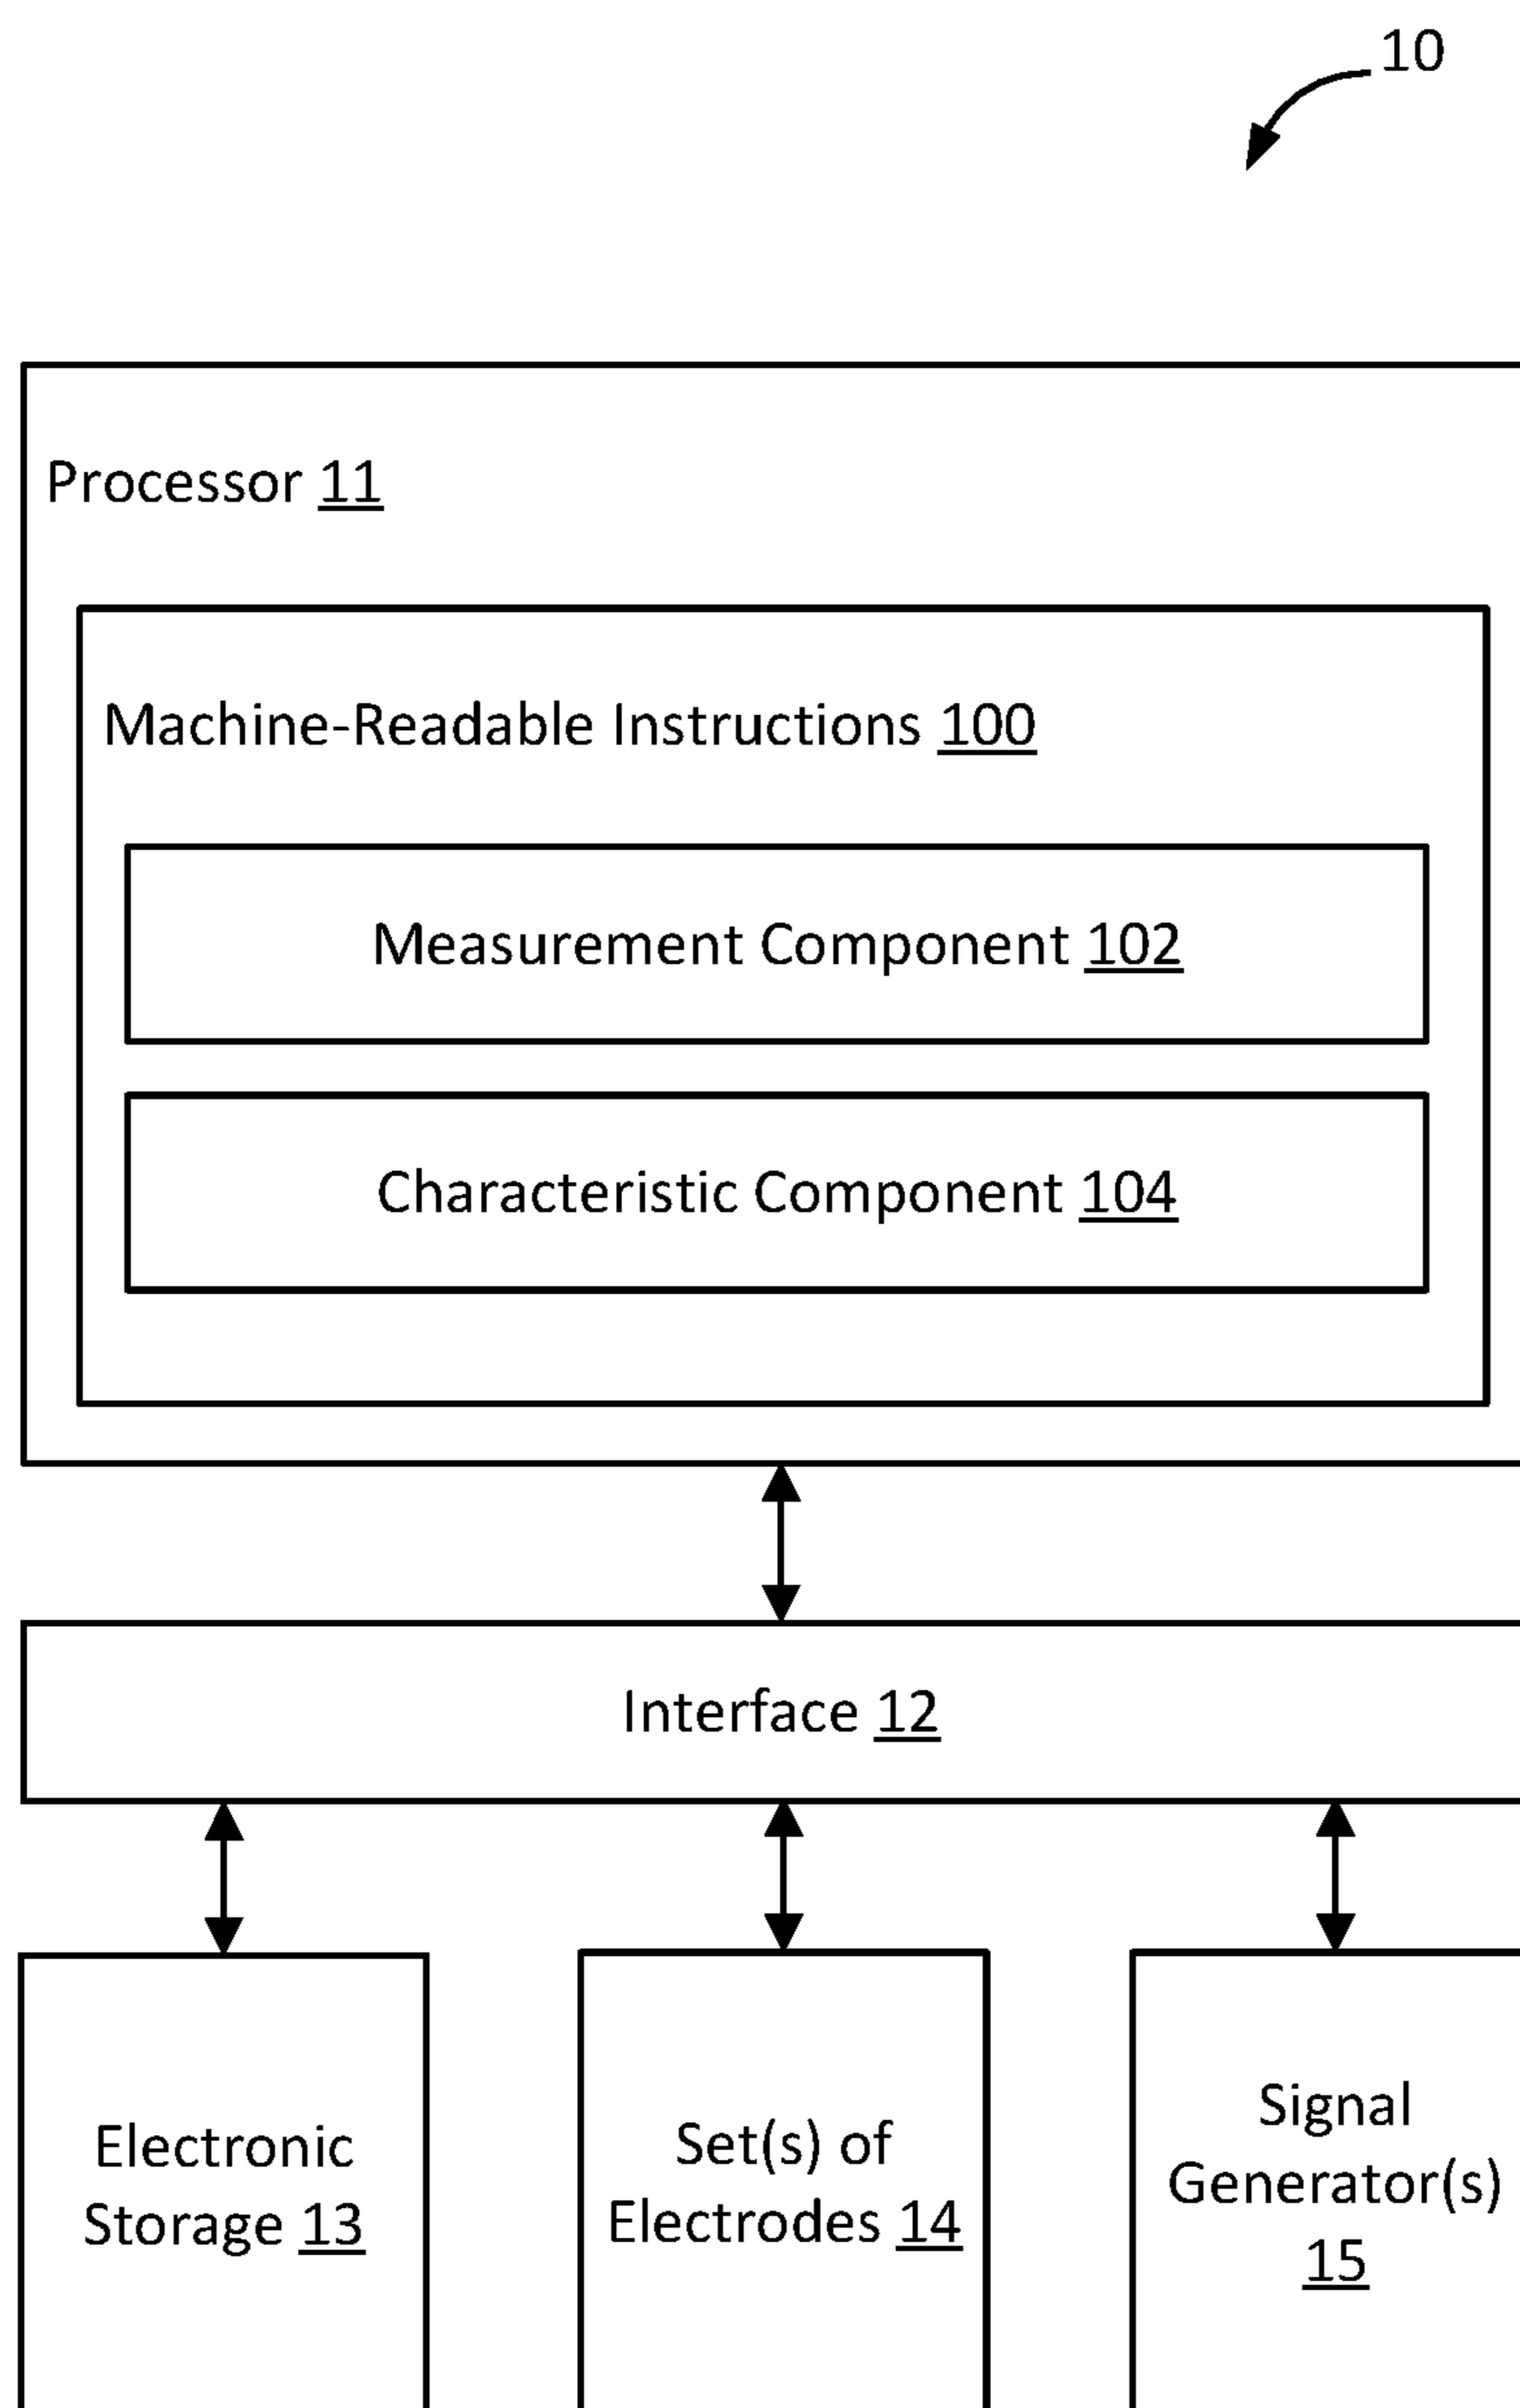 10
Processor 11
Machine-Readable Instructions 100
Measurement Component 102
Characteristic Component 104
Interface 12
Electronic
Storage 13
Set(s) of
Electrodes 14
Signal
Generator(s)
15